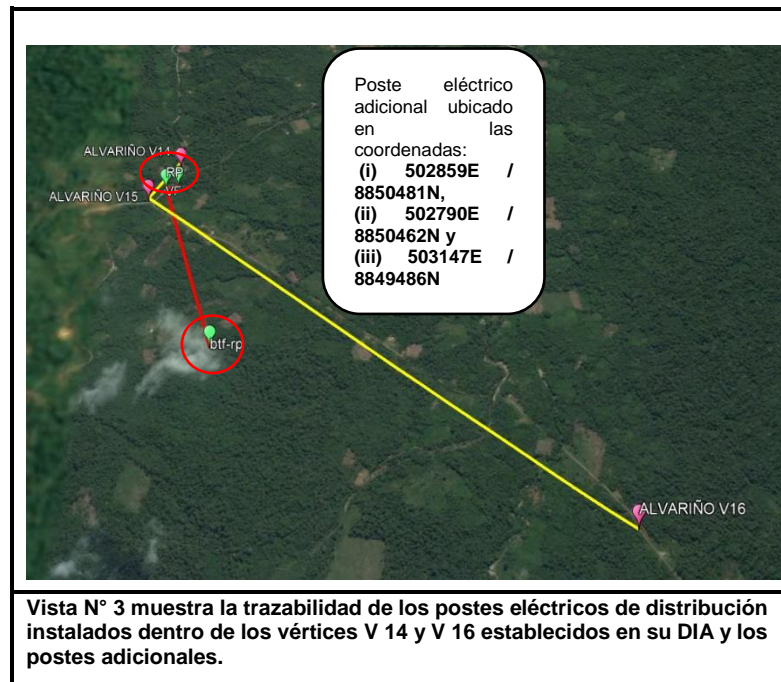 Poste eléctrico
adicional ubicado
en las
coordenadas:
(i) 502859E /
8850481N,
(ii) 502790E /
8850462N y
(iii) 503147E /
8849486N
ALVARIÑO V14
RP
ALVARIÑO V15
btf-rp
ALVARIÑO V16
Vista N° 3 muestra la trazabilidad de los postes eléctricos de distribución
instalados dentro de los vértices V 14 y V 16 establecidos en su DIA y los
postes adicionales.